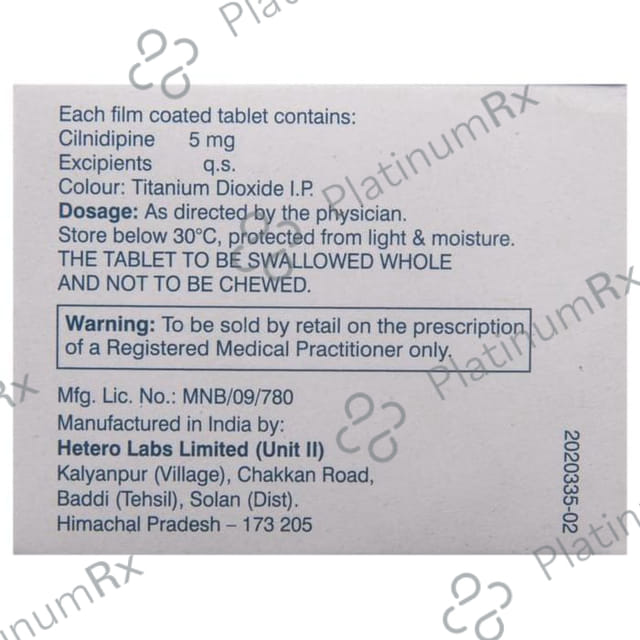 Each film coated tablet contains:
Cilnidipine 5 mg
Excipients q.s.
Colour: Titanium Dioxide I.P.
Dosage: As directed by the physician.
Store below 30°C, protected from light & moisture.
THE TABLET TO BE SWALLOWED WHOLE
AND NOT TO BE CHEWED.
Warning: To be sold by retail on the prescription
of a Registered Medical Practitioner only.
Mfg. Lic. No.: MNB/09/780
Manufactured in India by:
Hetero Labs Limited (Unit II)
Kalyanpur (Village), Chakkan Road,
Baddi (Tehsil), Solan (Dist).
Himachal Pradesh – 173 205
2020335-02
PlatinumRx
PlatinumRx